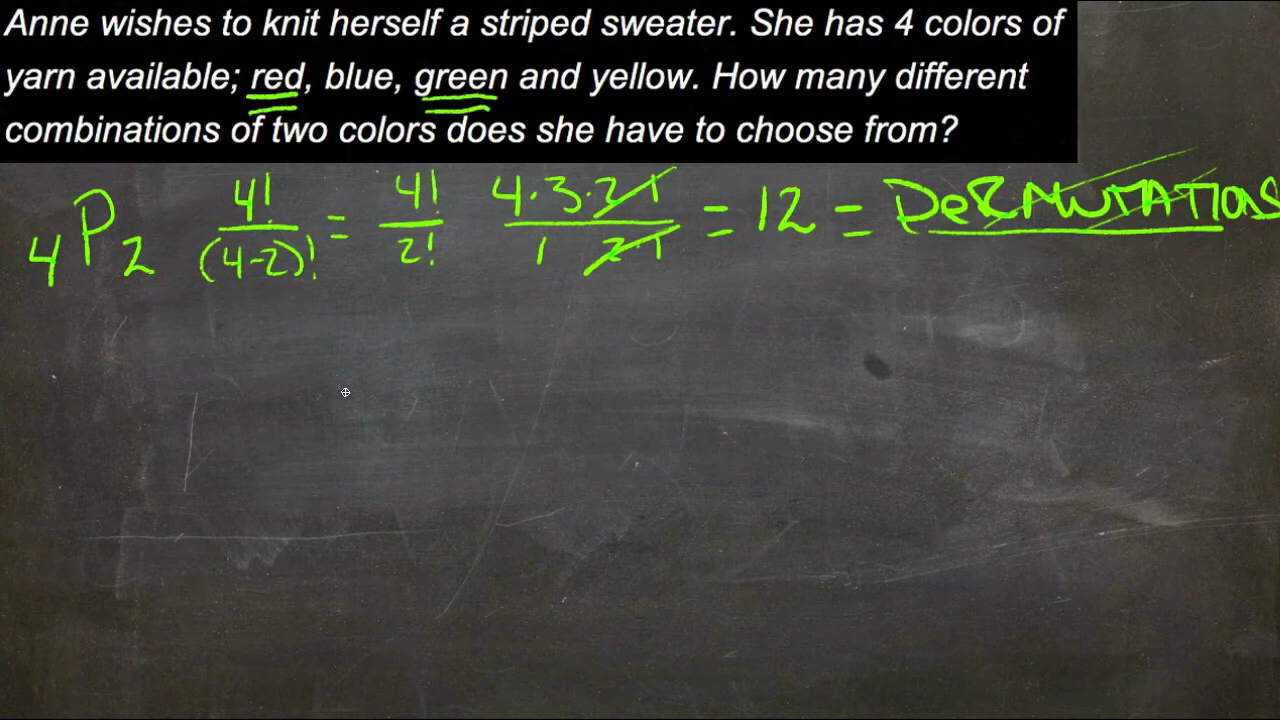 Anne wishes to knit herself a striped sweater. She has 4 colors of
yarn available; red, blue, green and yellow. How many different
combinations of two colors does she have to choose from?
4P2 4!/(4-2)! = 4!/2! 4·3·2·1/1 2·1 = 12 = PeRMUTATIONS